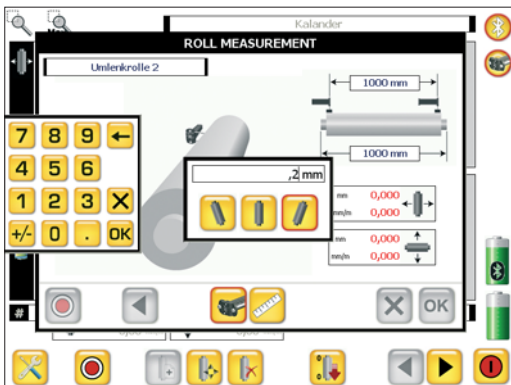 Kalander
ROLL MEASUREMENT
Umlenkrolle 2
1000 mm
1000 mm
7 8 9
4 5 6
1 2 3 X
+/- 0 . OK
,2 mm
mm 0,000
mm/m 0,000
mm 0,000
mm/m 0,000
X OK
#